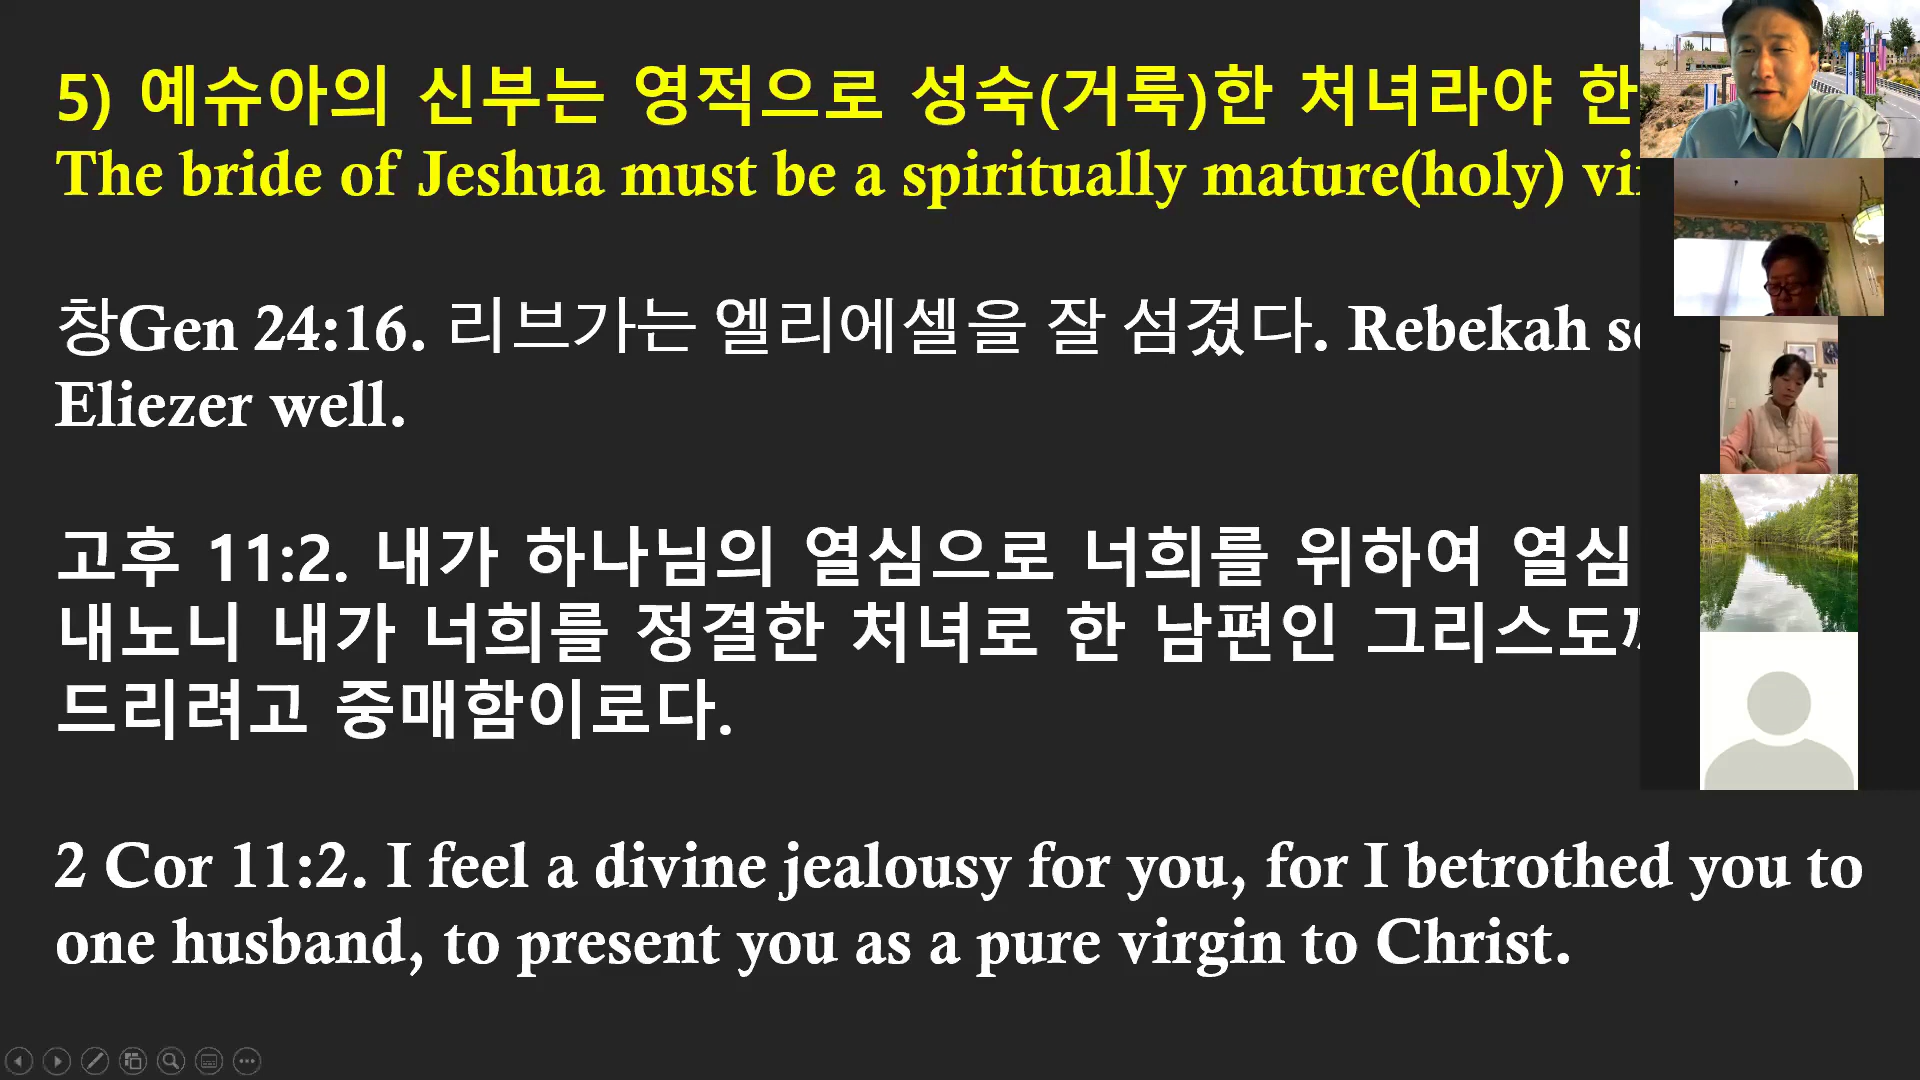 5) 예슈아의 신부는 영적으로 성숙(거룩)한 처녀라야 한
The bride of Jeshua must be a spiritually mature(holy)
창Gen 24:16. 리브가는 엘리에셀을 잘 섬겼다. Rebekah
Eliezer well.
고후 11:2. 내가 하나님의 열심으로 너희를 위하여 열심
내노니 내가 너희를 정결한 처녀로 한 남편인 그리스도
드리려고 중매함이로다.
2 Cor 11:2. I feel a divine jealousy for you, for I betrothed you to
one husband, to present you as a pure virgin to Christ.